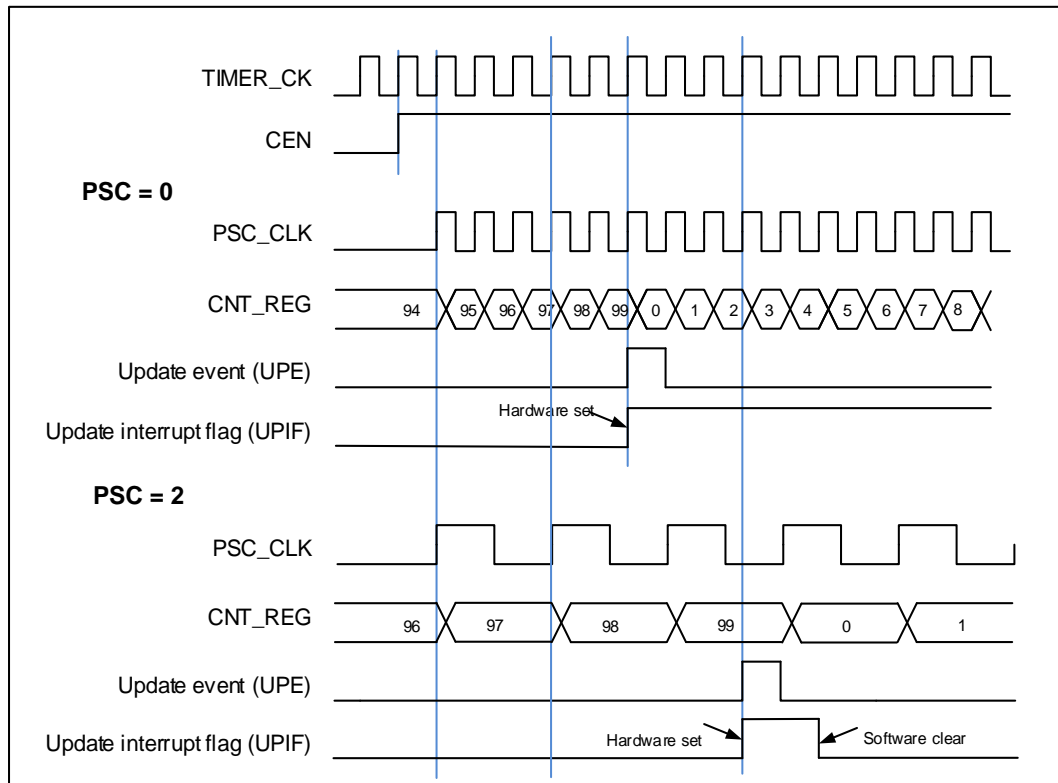 TIMER_CK
CEN
PSC = 0
PSC_CLK
CNT_REG 94 95 96 97 98 99 0 1 2 3 4 5 6 7 8
Update event (UPE)
Hardware set
Update interrupt flag (UPIF)
PSC = 2
PSC_CLK
CNT_REG 96 97 98 99 0 1
Update event (UPE)
Update interrupt flag (UPIF) Hardware set Software clear